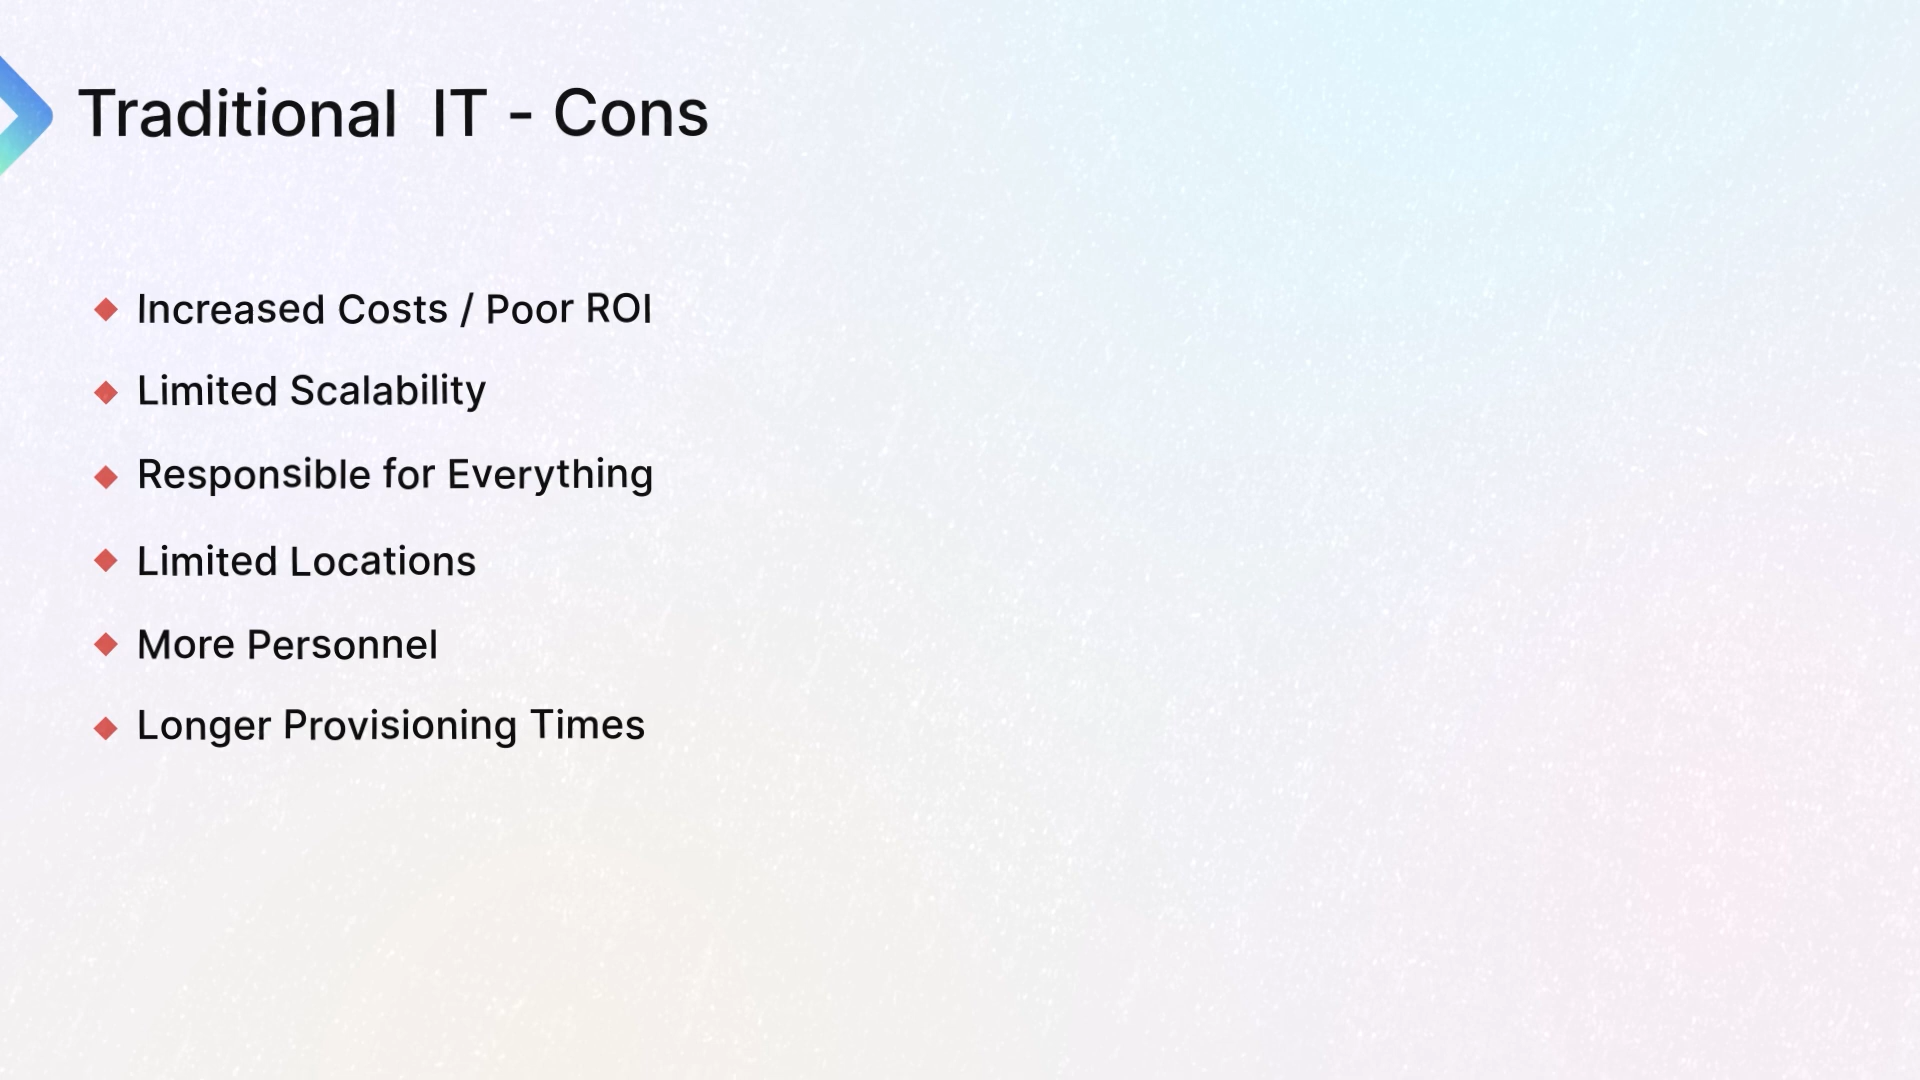 Traditional  IT - Cons
Increased Costs / Poor ROI
Limited Scalability
Responsible for Everything
Limited Locations
More Personnel
Longer Provisioning Times